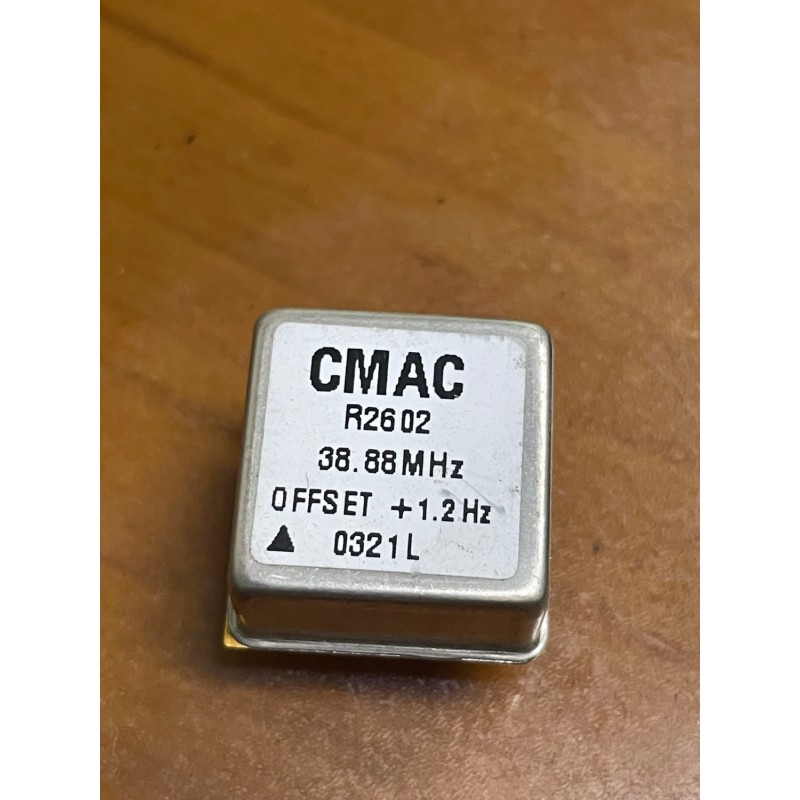 CMAC
R2602
38.88MHz
OFFSET +1.2Hz
▲ 0321L